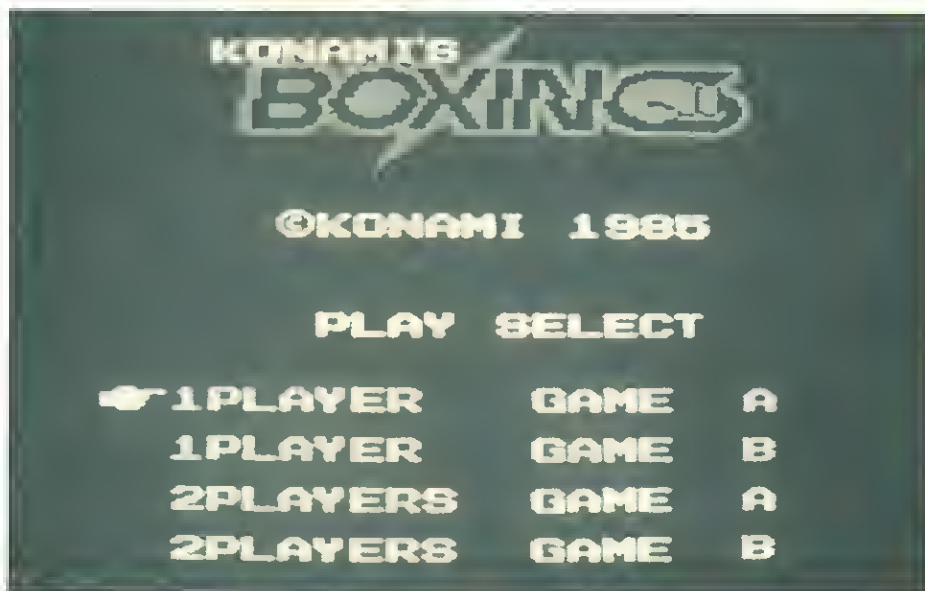 KONAMI'S
BOXING
©KONAMI 1985
PLAY SELECT
1PLAYER GAME A
1PLAYER GAME B
2PLAYERS GAME A
2PLAYERS GAME B